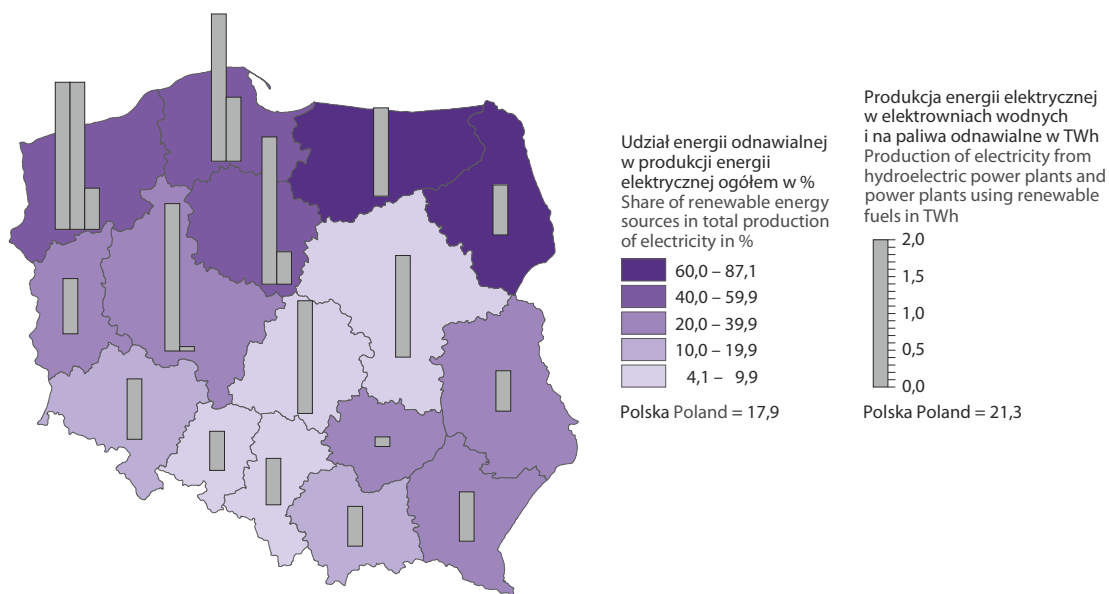 Udział energii odnawialnej
w produkcji energii
elektrycznej ogółem w %
Share of renewable energy
sources in total production
of electricity in %
60,0 – 87,1
40,0 – 59,9
20,0 – 39,9
10,0 – 19,9
4,1 – 9,9
Polska Poland = 17,9
Produkcja energii elektrycznej
w elektrowniach wodnych
i na paliwa odnawialne w TWh
Production of electricity from
hydroelectric power plants and
power plants using renewable
fuels in TWh
2,0
1,5
1,0
0,5
0,0
Polska Poland = 21,3